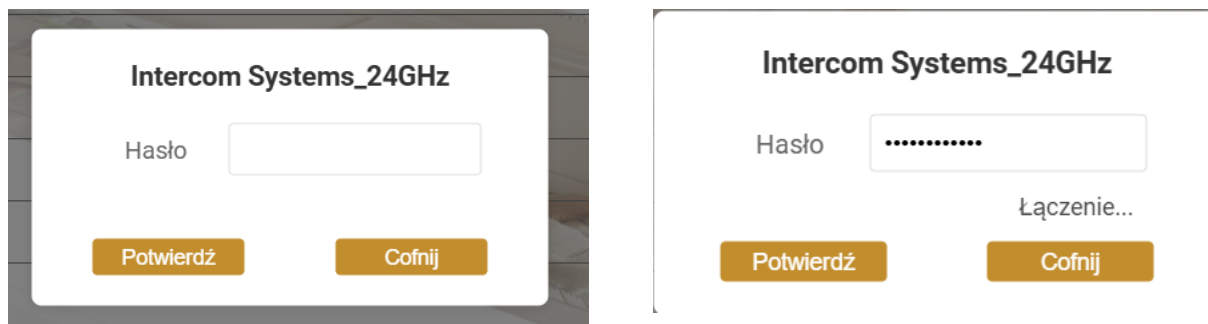 Intercom Systems_24GHz
Hasło
Potwierdź Cofnij
Intercom Systems_24GHz
Hasło ••••••••••••
Łączenie...
Potwierdź Cofnij